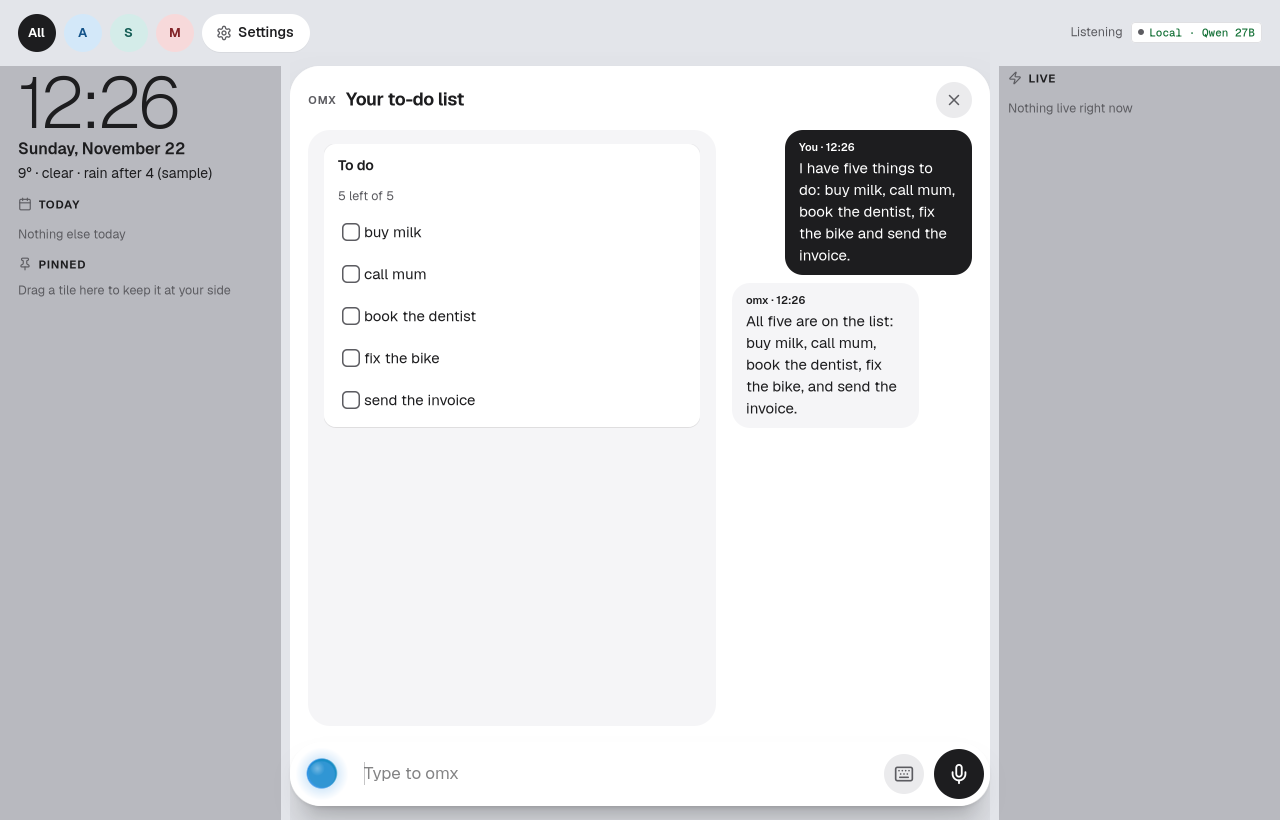 All
A
S
M
Settings
Listening
Local · Qwen 27B
12:26
Sunday, November 22
9° · clear · rain after 4 (sample)
TODAY
Nothing else today
PINNED
Drag a tile here to keep it at your side
OMX Your to-do list
To do
5 left of 5
buy milk
call mum
book the dentist
fix the bike
send the invoice
You · 12:26
I have five things to
do: buy milk, call mum,
book the dentist, fix
the bike and send the
invoice.
omx · 12:26
All five are on the list:
buy milk, call mum,
book the dentist, fix
the bike, and send the
invoice.
Type to omx
LIVE
Nothing live right now